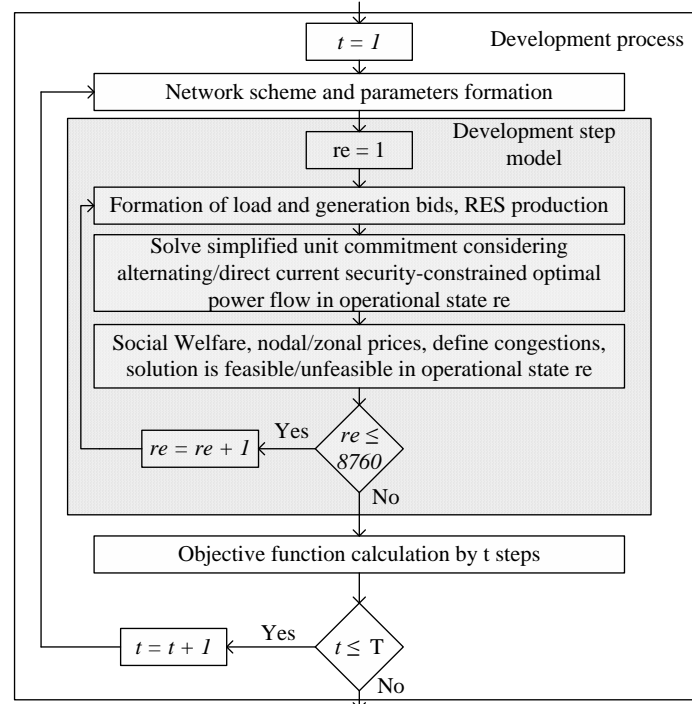 t = 1
Development process
Network scheme and parameters formation
Development step
model
re = 1
Formation of load and generation bids, RES production
Solve simplified unit commitment considering
alternating/direct current security-constrained optimal
power flow in operational state re
Social Welfare, nodal/zonal prices, define congestions,
solution is feasible/unfeasible in operational state re
re = re + 1
Yes
re ≤
8760
No
Objective function calculation by t steps
t = t + 1
Yes
t ≤ T
No